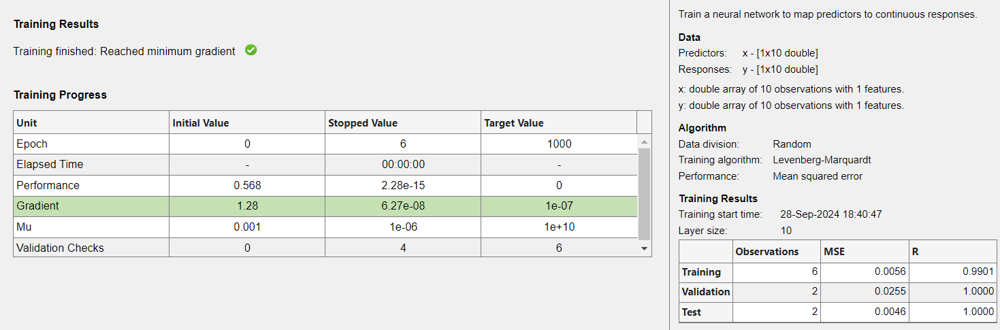 Training Results
Training finished: Reached minimum gradient
Training Progress
Unit Initial Value Stopped Value Target Value
Epoch 0 6 1000
Elapsed Time - 00:00:00 -
Performance 0.568 2.28e-15 0
Gradient 1.28 6.27e-08 1e-07
Mu 0.001 1e-06 1e+10
Validation Checks 0 4 6
Train a neural network to map predictors to continuous responses.
Data
Predictors: x - [1x10 double]
Responses: y - [1x10 double]
x: double array of 10 observations with 1 features.
y: double array of 10 observations with 1 features.
Algorithm
Data division: Random
Training algorithm: Levenberg-Marquardt
Performance: Mean squared error
Training Results
Training start time: 28-Sep-2024 18:40:47
Layer size: 10
Observations MSE R
Training 6 0.0056 0.9901
Validation 2 0.0255 1.0000
Test 2 0.0046 1.0000